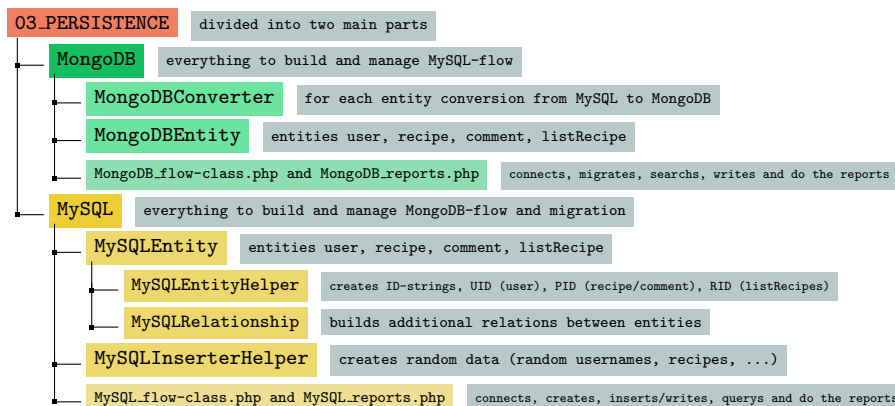 03_PERSISTENCE divided into two main parts
MongoDB everything to build and manage MySQL-flow
MongoDBConverter for each entity conversion from MySQL to MongoDB
MongoDBEntity entities user, recipe, comment, listRecipe
MongoDB_flow-class.php and MongoDB_reports.php connects, migrates, searchs, writes and do the reports
MySQL everything to build and manage MongoDB-flow and migration
MySQLEntity entities user, recipe, comment, listRecipe
MySQLEntityHelper creates ID-strings, UID (user), PID (recipe/comment), RID (listRecipes)
MySQLRelationship builds additional relations between entities
MySQLInserterHelper creates random data (random usernames, recipes, ...)
MySQL_flow-class.php and MySQL_reports.php connects, creates, inserts/writes, querys and do the reports